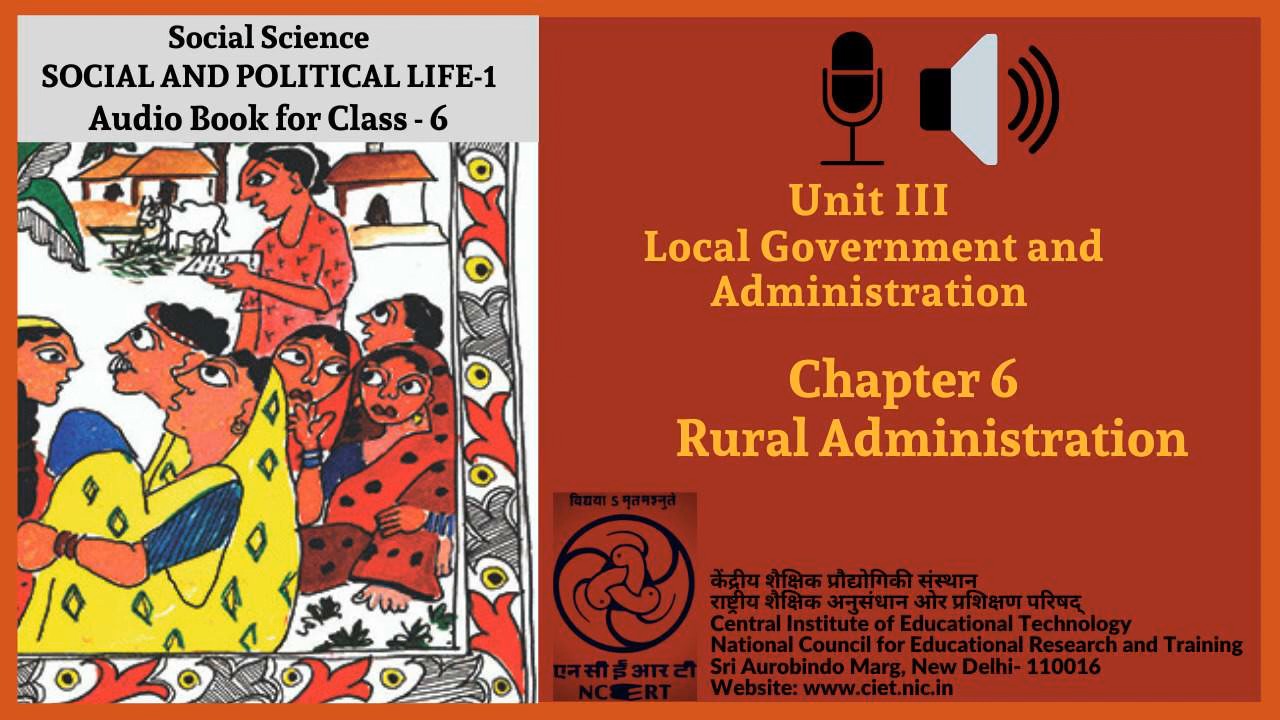 Social Science
SOCIAL AND POLITICAL LIFE-1
Audio Book for Class - 6
Unit III
Local Government and
Administration
Chapter 6
Rural Administration
विद्यया S मृतमश्नुते
एन सी ई आर टी
NCERT
केंद्रीय शैक्षिक प्रौद्योगिकी संस्थान
राष्ट्रीय शैक्षिक अनुसंधान ओर प्रशिक्षण परिषद्
Central Institute of Educational Technology
National Council for Educational Research and Training
Sri Aurobindo Marg, New Delhi- 110016
Website: www.ciet.nic.in